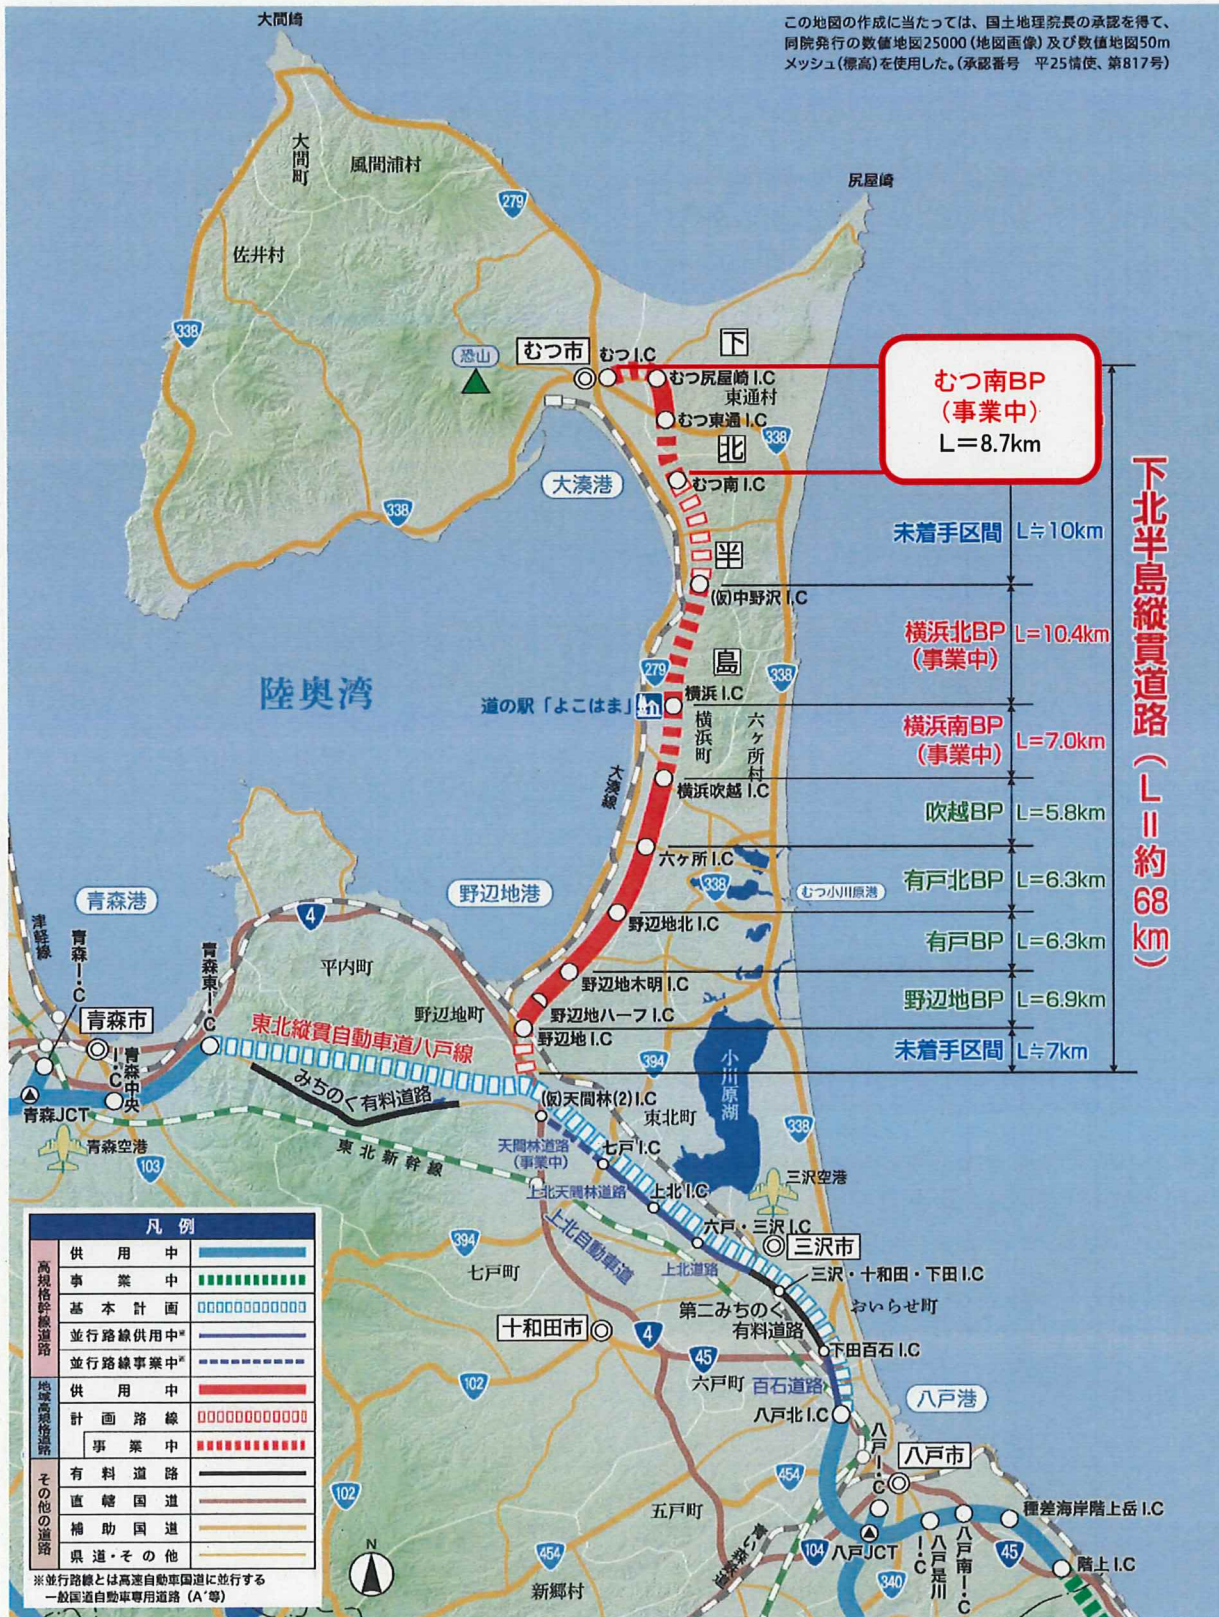 大間崎
この地図の作成に当たっては、国土地理院長の承認を得て、
同院発行の数値地図25000(地図画像)及び数値地図50m
メッシュ(標高)を使用した。(承認番号　平25情使、第817号)
大間町
風間浦村
279
尻屋崎
佐井村
338
恐山
むつ市
むつ I.C
下
むつ尻屋崎 I.C
東通村
むつ南BP
(事業中)
L=8.7km
むつ東通 I.C
338
北
大湊港
むつ南 I.C
338
未着手区間 L≒10km
半
(仮)中野沢 I.C
横浜北BP
(事業中)
L=10.4km
島
279
338
陸奥湾
道の駅「よこはま」
横浜 I.C
横浜町
六ヶ所村
横浜南BP
(事業中)
L=7.0km
大湊線
横浜吹越 I.C
吹越BP L=5.8km
六ヶ所 I.C
338
むつ小川原港
有戸北BP L=6.3km
野辺地港
野辺地北 I.C
有戸BP L=6.3km
野辺地木明 I.C
野辺地BP L=6.9km
野辺地ハーフ I.C
野辺地 I.C
未着手区間 L≒7km
下北半島縦貫道路(L=約68km)
青森港
津軽線
青森I・C
青森東I・C
4
平内町
野辺地町
青森市
東北縦貫自動車道八戸線
みちのく有料道路
青森中央I・C
青森JCT
青森空港
103
東北新幹線
394
小川原湖
(仮)天間林(2) I.C
東北町
天間林道路
(事業中)
七戸 I.C
338
上北天間林道路
上北 I.C
三沢空港
上北自動車道
六戸・三沢 I.C
三沢市
394
七戸町
上北道路
三沢・十和田・下田 I.C
第二みちのく
有料道路
おいらせ町
十和田市
4
45
下田百石 I.C
六戸町
百石道路
102
八戸港
八戸北 I.C
八戸I・C
八戸市
454
102
五戸町
種差海岸階上岳 I.C
青い森鉄道
104
八戸JCT
八戸是川I・C
八戸南I・C
45
階上 I.C
454
340
新郷村
N
凡例
高規格幹線道路
供用中
事業中
基本計画
並行路線供用中※
並行路線事業中※
地域高規格道路
供用中
計画路線
事業中
その他の道路
有料道路
直轄国道
補助国道
県道・その他
※並行路線とは高速自動車国道に並行する
一般国道自動車専用道路(A'等)